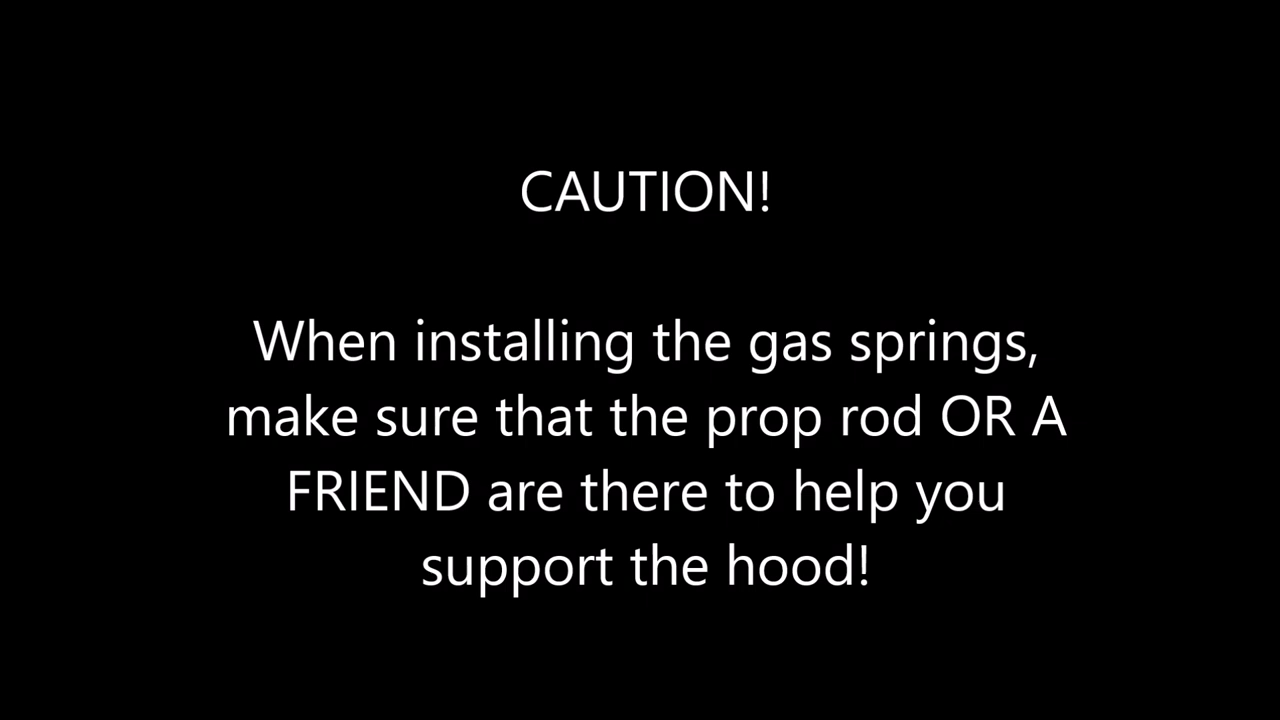 CAUTION!
When installing the gas springs,
make sure that the prop rod OR A
FRIEND are there to help you
support the hood!